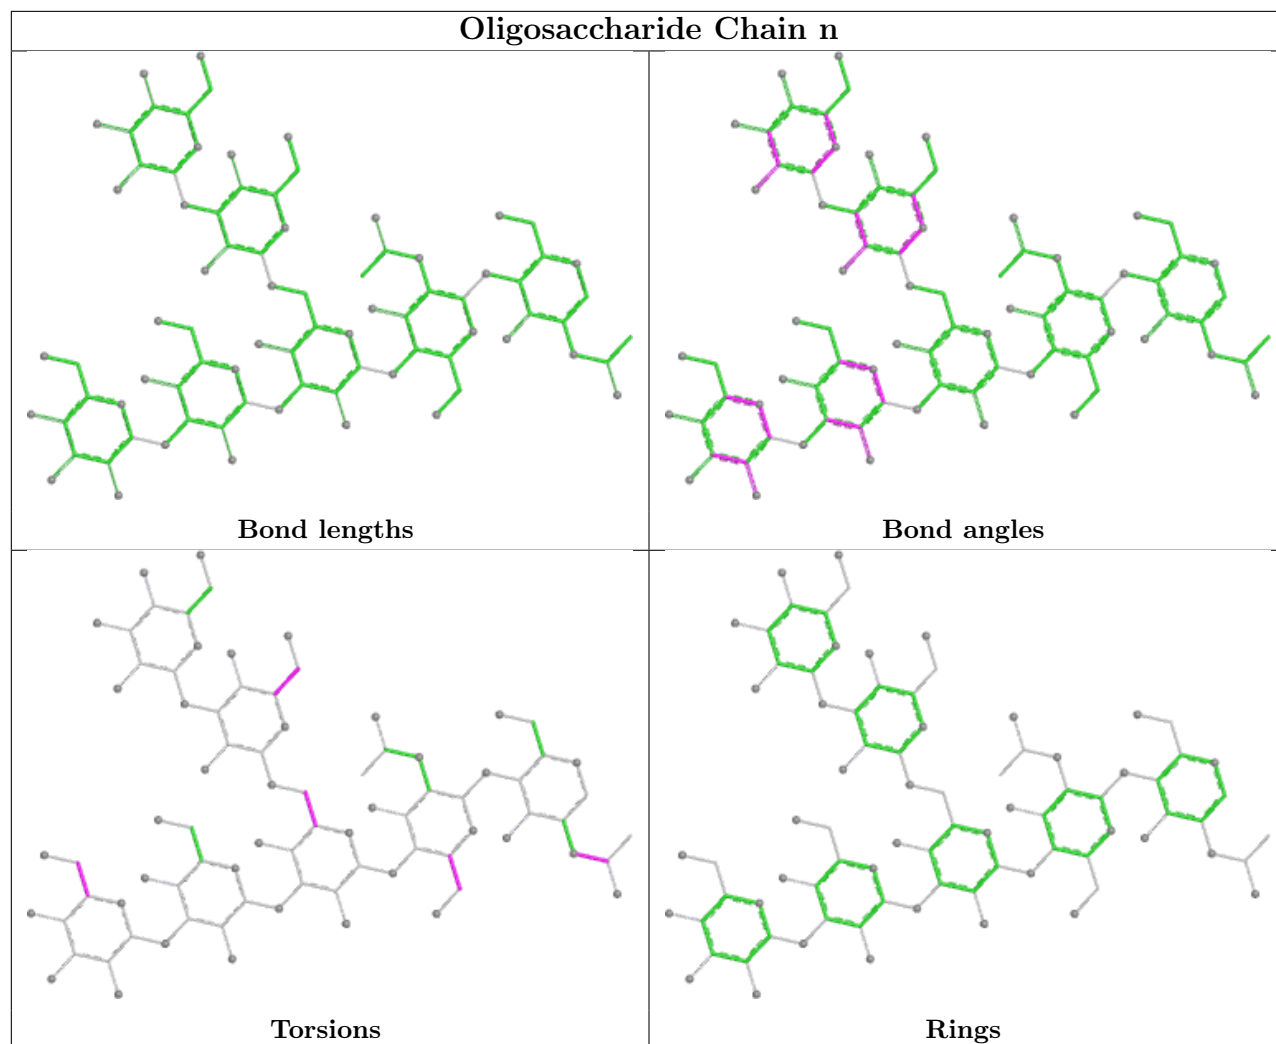 Oligosaccharide Chain n
Bond lengths
Bond angles
Torsions
Rings